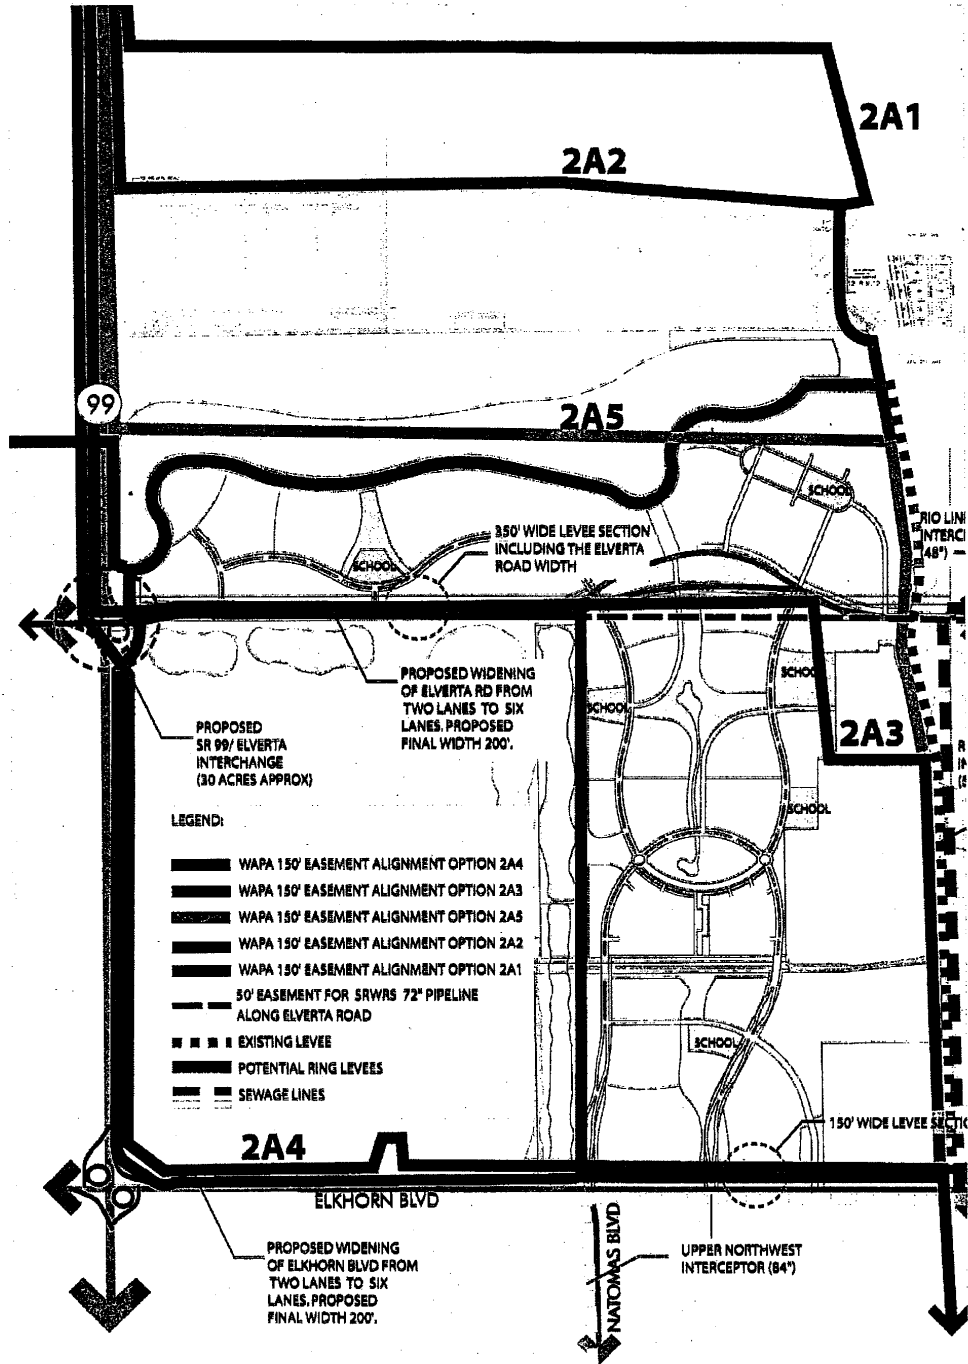 2A1
2A2
99
2A5
SCHOOL
350' WIDE LEVEE SECTION
INCLUDING THE ELVERTA
ROAD WIDTH
RIO LIN
INTERC
(48")
SCHOOL
PROPOSED WIDENING
OF ELVERTA RD FROM
TWO LANES TO SIX
LANES. PROPOSED
FINAL WIDTH 200'.
SCHOOL
SCHOOL
2A3
PROPOSED
SR 99/ ELVERTA
INTERCHANGE
(30 ACRES APPROX)
SCHOOL
LEGEND:
WAPA 150' EASEMENT ALIGNMENT OPTION 2A4
WAPA 150' EASEMENT ALIGNMENT OPTION 2A3
WAPA 150' EASEMENT ALIGNMENT OPTION 2A5
WAPA 150' EASEMENT ALIGNMENT OPTION 2A2
WAPA 150' EASEMENT ALIGNMENT OPTION 2A1
50' EASEMENT FOR SRWRS 72" PIPELINE
ALONG ELVERTA ROAD
EXISTING LEVEE
POTENTIAL RING LEVEES
SEWAGE LINES
SCHOOL
150' WIDE LEVEE SECTIO
2A4
ELKHORN BLVD
NATOMAS BLVD
PROPOSED WIDENING
OF ELKHORN BLVD FROM
TWO LANES TO SIX
LANES. PROPOSED
FINAL WIDTH 200'.
UPPER NORTHWEST
INTERCEPTOR (84")